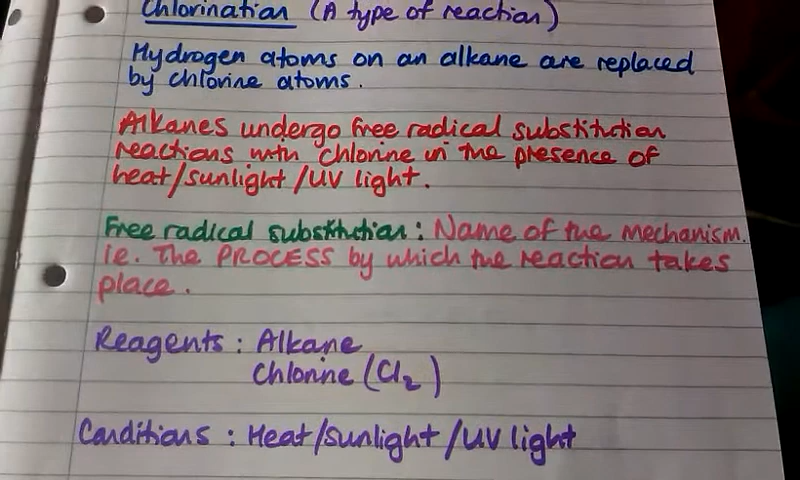 Chlorination (A type of reaction)
Hydrogen atoms on an alkane are replaced
by chlorine atoms.
Alkanes undergo free radical substitution
reactions with chlorine in the presence of
heat/sunlight/UV light.
Free radical substitution: Name of the mechanism.
ie. The PROCESS by which the reaction takes
place.
Reagents: Alkane
Chlorine (Cl₂)
Conditions: Heat/sunlight/UV light